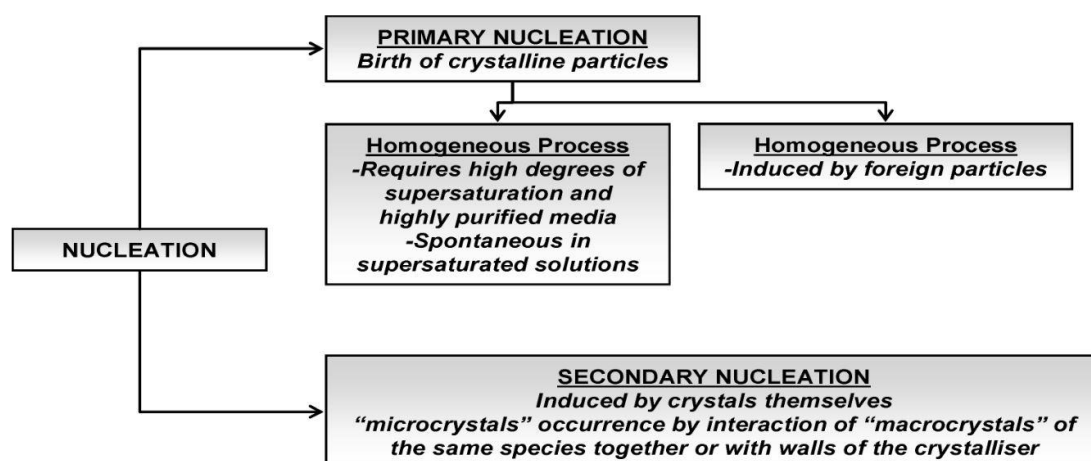 PRIMARY NUCLEATION
Birth of crystalline particles
Homogeneous Process
-Requires high degrees of
supersaturation and
highly purified media
-Spontaneous in
supersaturated solutions
Homogeneous Process
-Induced by foreign particles
NUCLEATION
SECONDARY NUCLEATION
Induced by crystals themselves
“microcrystals” occurrence by interaction of “macrocrystals” of
the same species together or with walls of the crystalliser